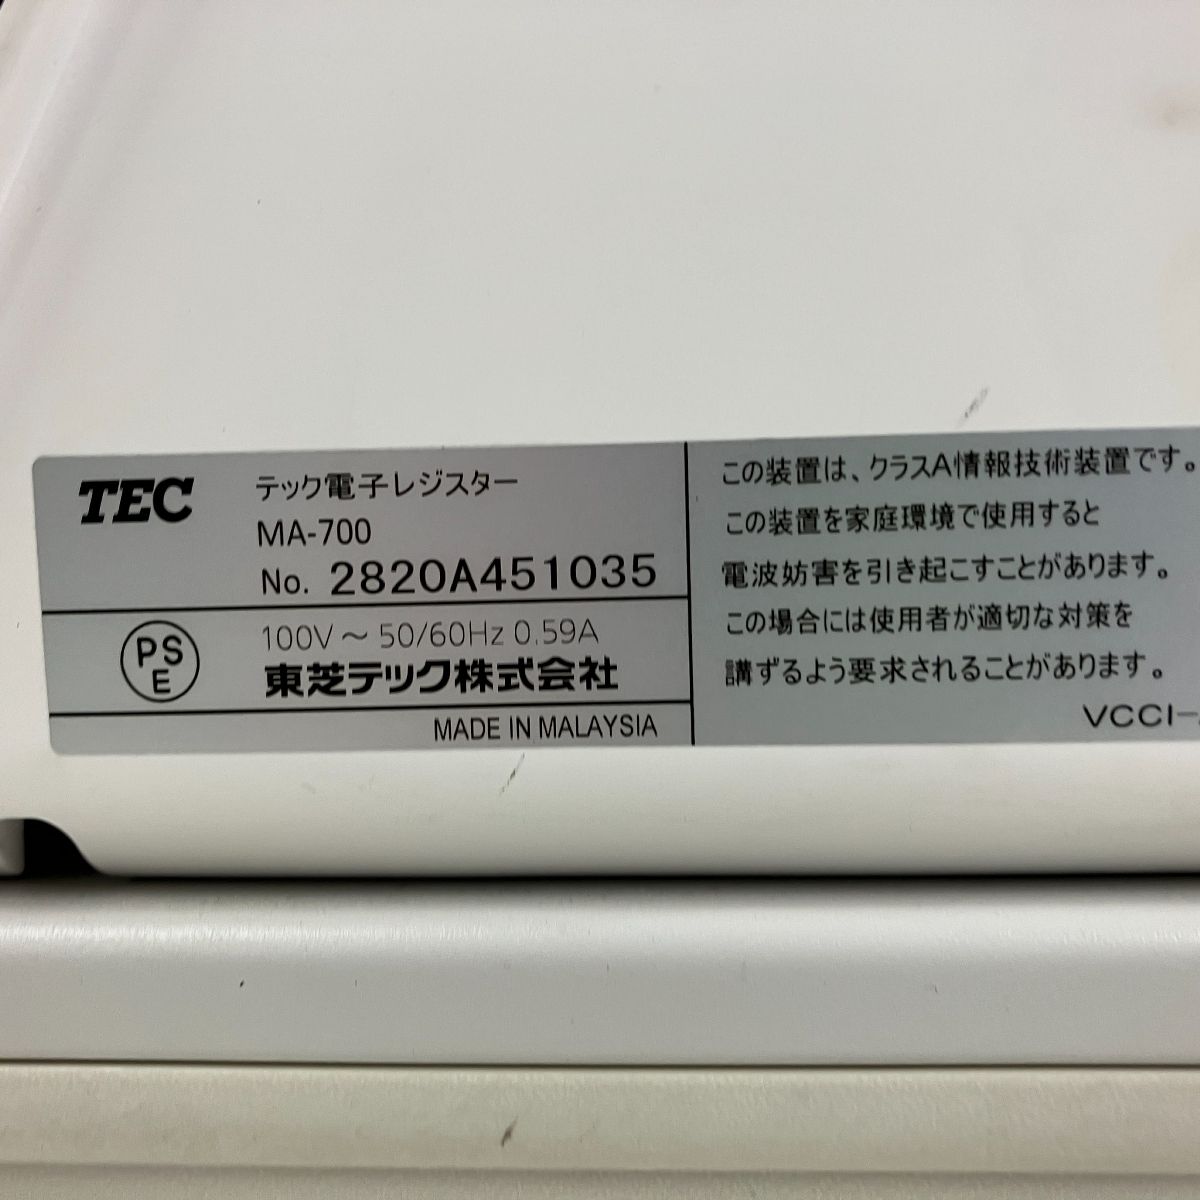 TEC
テック電子レジスター
MA-700
No. 2820A451035
PSE
100V～50/60Hz 0.59A
東芝テック株式会社
MADE IN MALAYSIA
この装置は、クラスA情報技術装置です。
この装置を家庭環境で使用すると
電波妨害を引き起こすことがあります。
この場合には使用者が適切な対策を
講ずるよう要求されることがあります。
VCCI-